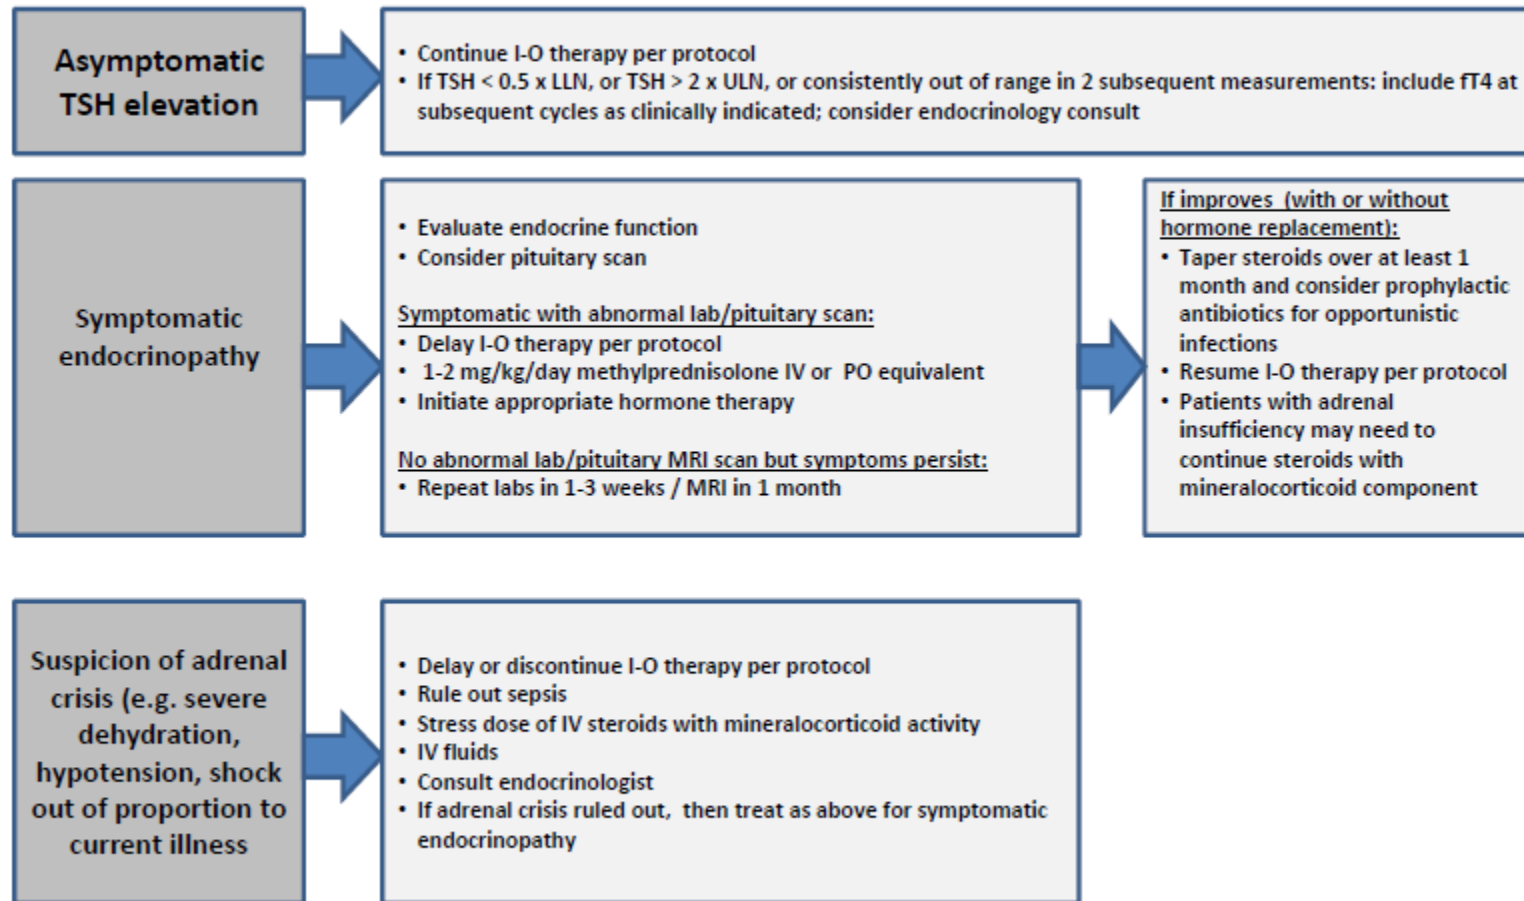 Asymptomatic
TSH elevation
• Continue I-O therapy per protocol
• If TSH < 0.5 x LLN, or TSH > 2 x ULN, or consistently out of range in 2 subsequent measurements: include fT4 at
subsequent cycles as clinically indicated; consider endocrinology consult
Symptomatic
endocrinopathy
• Evaluate endocrine function
• Consider pituitary scan
Symptomatic with abnormal lab/pituitary scan:
• Delay I-O therapy per protocol
• 1-2 mg/kg/day methylprednisolone IV or PO equivalent
• Initiate appropriate hormone therapy
No abnormal lab/pituitary MRI scan but symptoms persist:
• Repeat labs in 1-3 weeks / MRI in 1 month
If improves (with or without
hormone replacement):
• Taper steroids over at least 1
month and consider prophylactic
antibiotics for opportunistic
infections
• Resume I-O therapy per protocol
• Patients with adrenal
insufficiency may need to
continue steroids with
mineralocorticoid component
Suspicion of adrenal
crisis (e.g. severe
dehydration,
hypotension, shock
out of proportion to
current illness
• Delay or discontinue I-O therapy per protocol
• Rule out sepsis
• Stress dose of IV steroids with mineralocorticoid activity
• IV fluids
• Consult endocrinologist
• If adrenal crisis ruled out, then treat as above for symptomatic
endocrinopathy